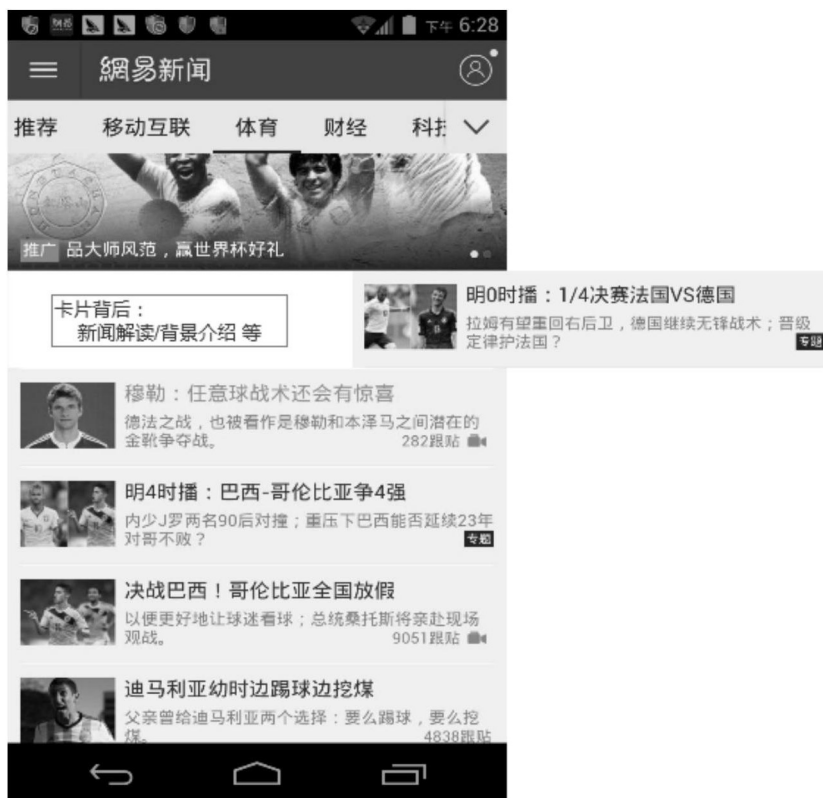 下午 6:28
網易新闻
推荐 移动互联 体育 财经 科技
推广 品大师风范，赢世界杯好礼
卡片背后：
新闻解读/背景介绍 等
明0时播：1/4决赛法国VS德国
拉姆有望重回右后卫，德国继续无锋战术；晋级
定律护法国？
专题
穆勒：任意球战术还会有惊喜
德法之战，也被看作是穆勒和本泽马之间潜在的
金靴争夺战。
282跟贴
明4时播：巴西-哥伦比亚争4强
内少J罗两名90后对撞；重压下巴西能否延续23年
对哥不败？
专题
决战巴西！哥伦比亚全国放假
以便更好地让球迷看球；总统桑托斯将亲赴现场
观战。
9051跟贴
迪马利亚幼时边踢球边挖煤
父亲曾给迪马利亚两个选择：要么踢球，要么挖
煤。
4838跟贴